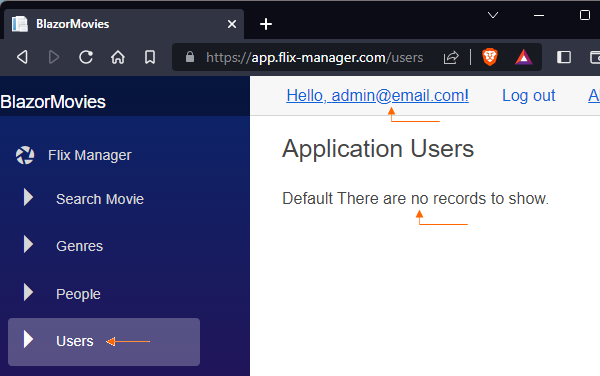 BlazorMovies
https://app.flix-manager.com/users
BlazorMovies
Hello, admin@email.com!
Log out
Flix Manager
Search Movie
Genres
People
Users
Application Users
Default There are no records to show.